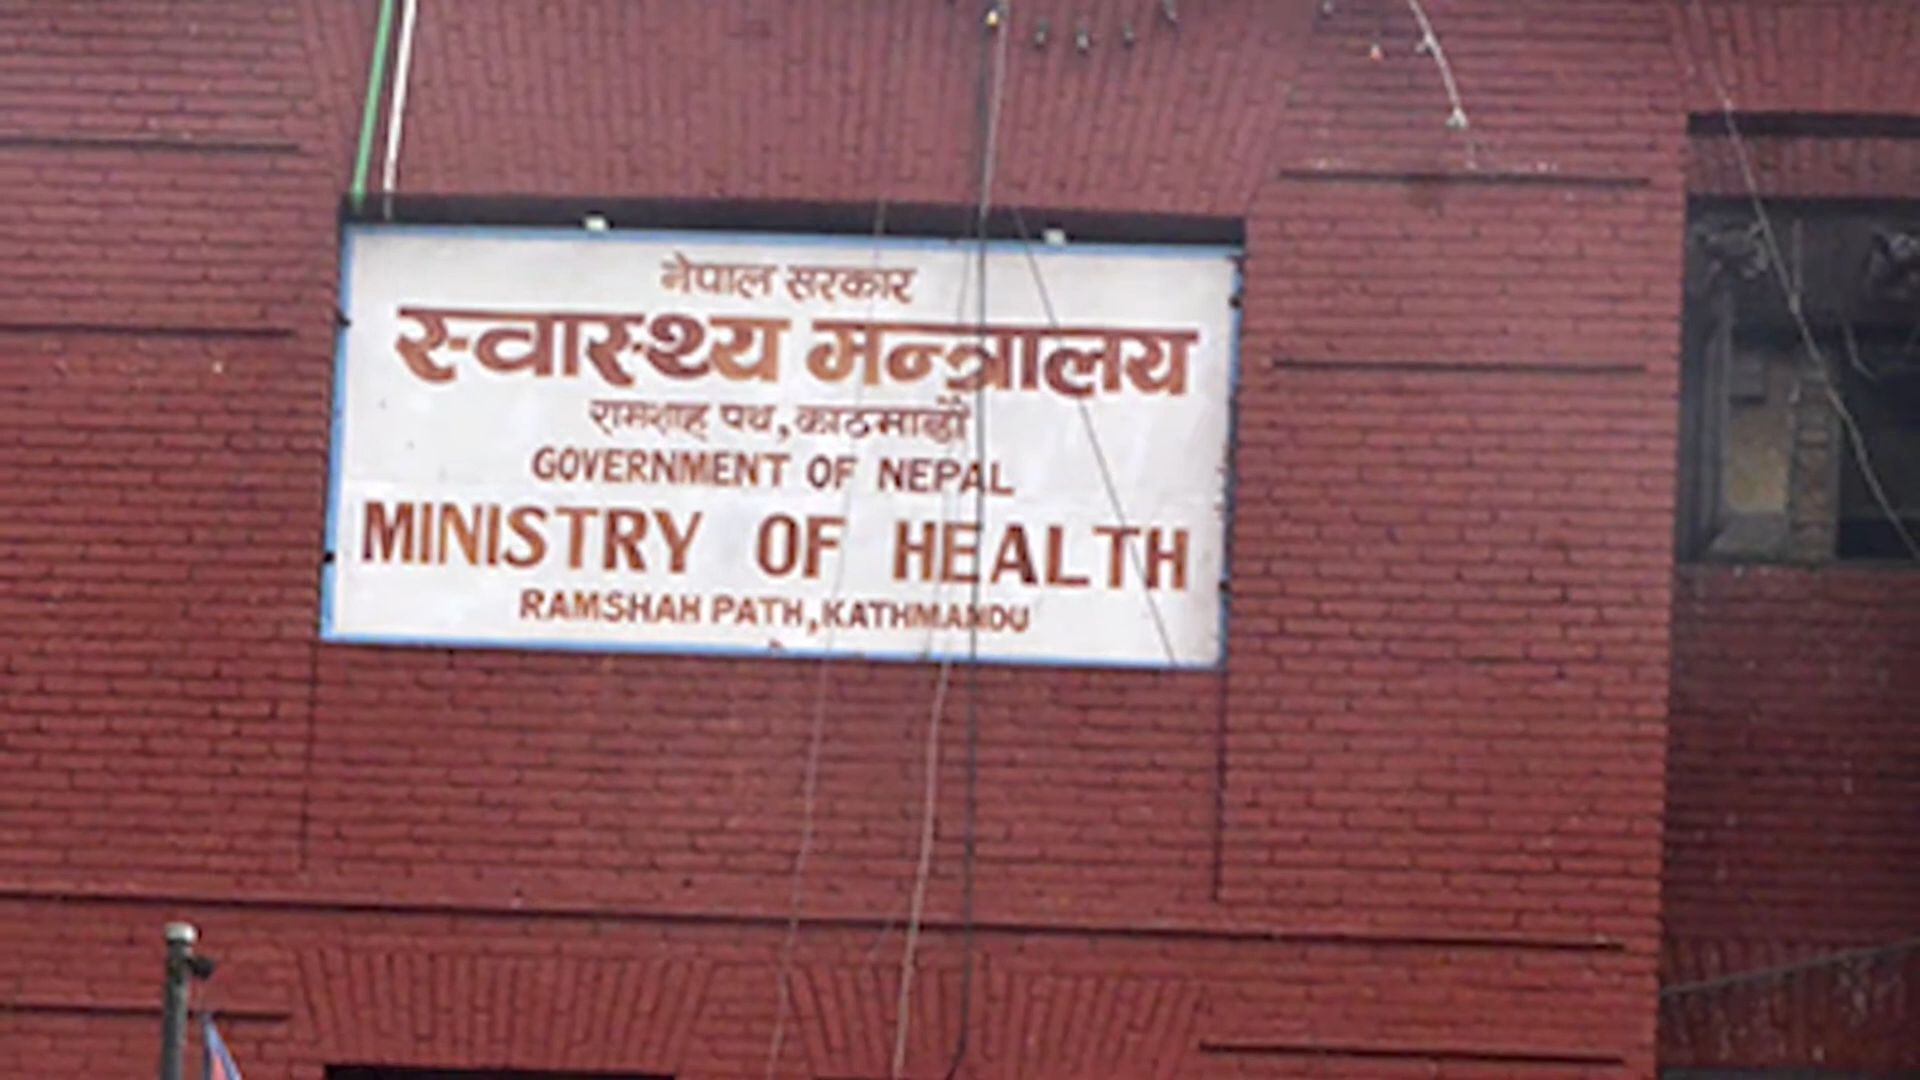 नेपाल सरकार
स्वास्थ्य मन्त्रालय
रामशाह पथ, काठमाडौं
GOVERNMENT OF NEPAL
MINISTRY OF HEALTH
RAMSHAH PATH, KATHMANDU